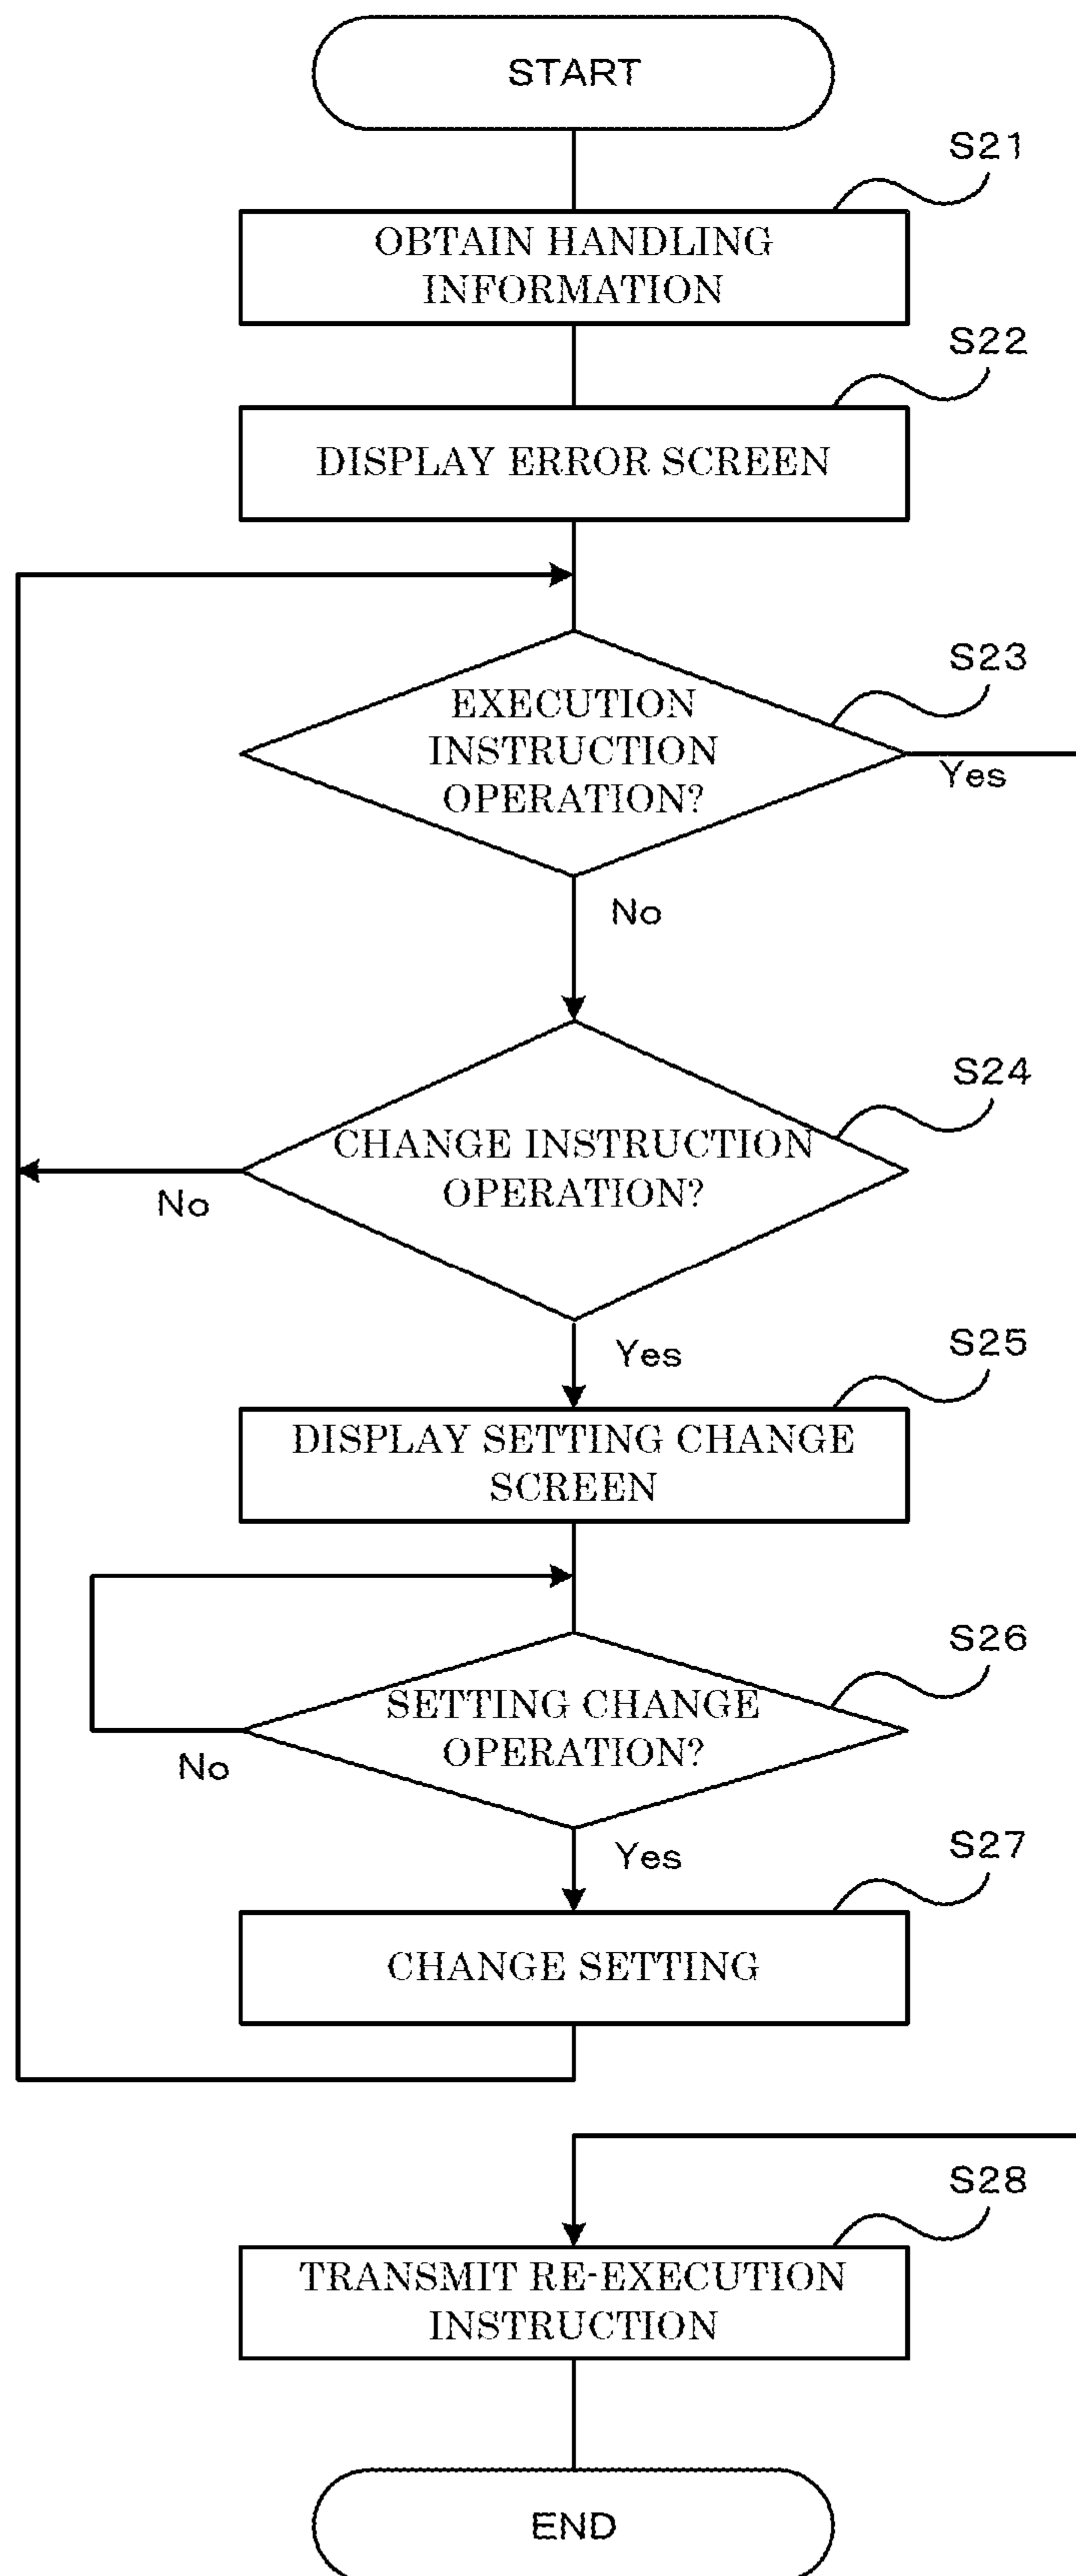 START
S21
OBTAIN HANDLING
INFORMATION
S22
DISPLAY ERROR SCREEN
S23
EXECUTION
INSTRUCTION
OPERATION?
Yes
No
S24
CHANGE INSTRUCTION
OPERATION?
No
Yes
S25
DISPLAY SETTING CHANGE
SCREEN
S26
SETTING CHANGE
OPERATION?
No
Yes
S27
CHANGE SETTING
S28
TRANSMIT RE-EXECUTION
INSTRUCTION
END